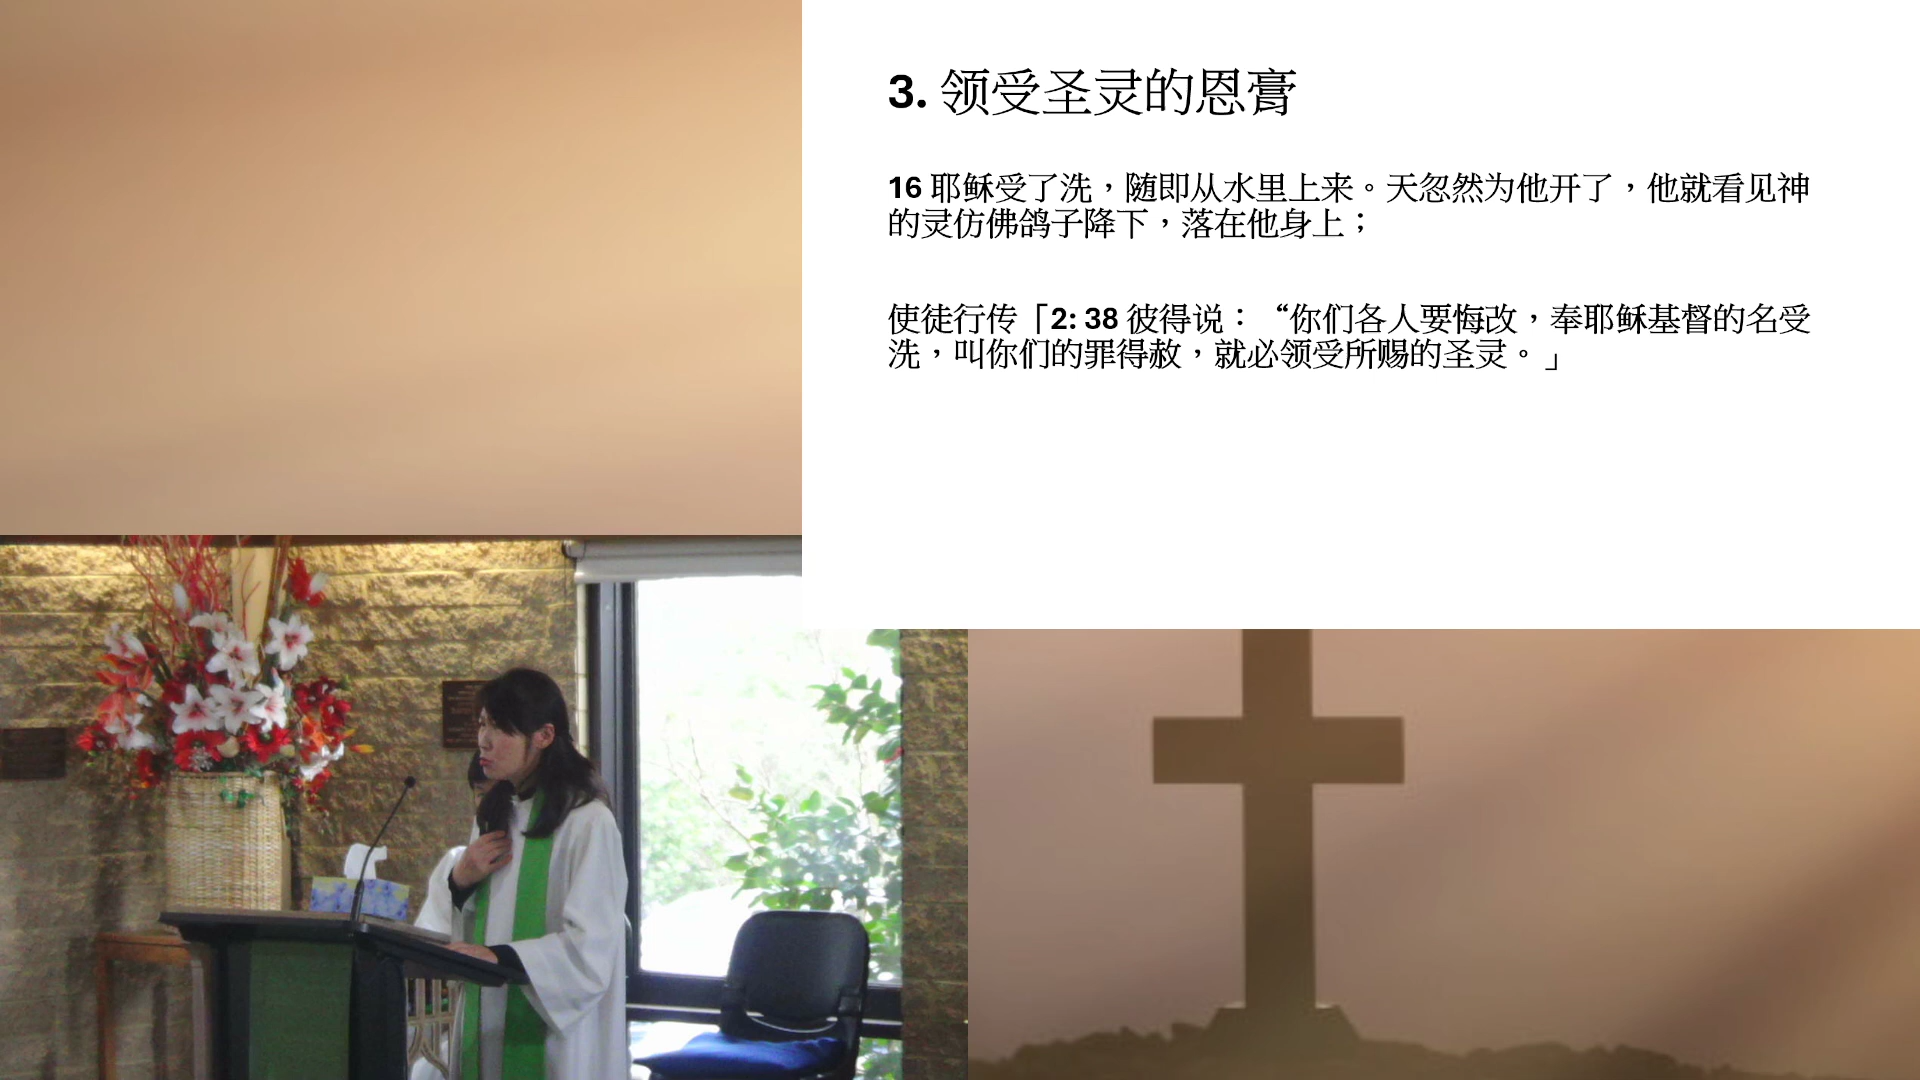 3. 领受圣灵的恩膏
16 耶稣受了洗，随即从水里上来。天忽然为他开了，他就看见神
的灵仿佛鸽子降下，落在他身上；
使徒行传「2: 38 彼得说： “你们各人要悔改，奉耶稣基督的名受
洗，叫你们的罪得赦，就必领受所赐的圣灵。」